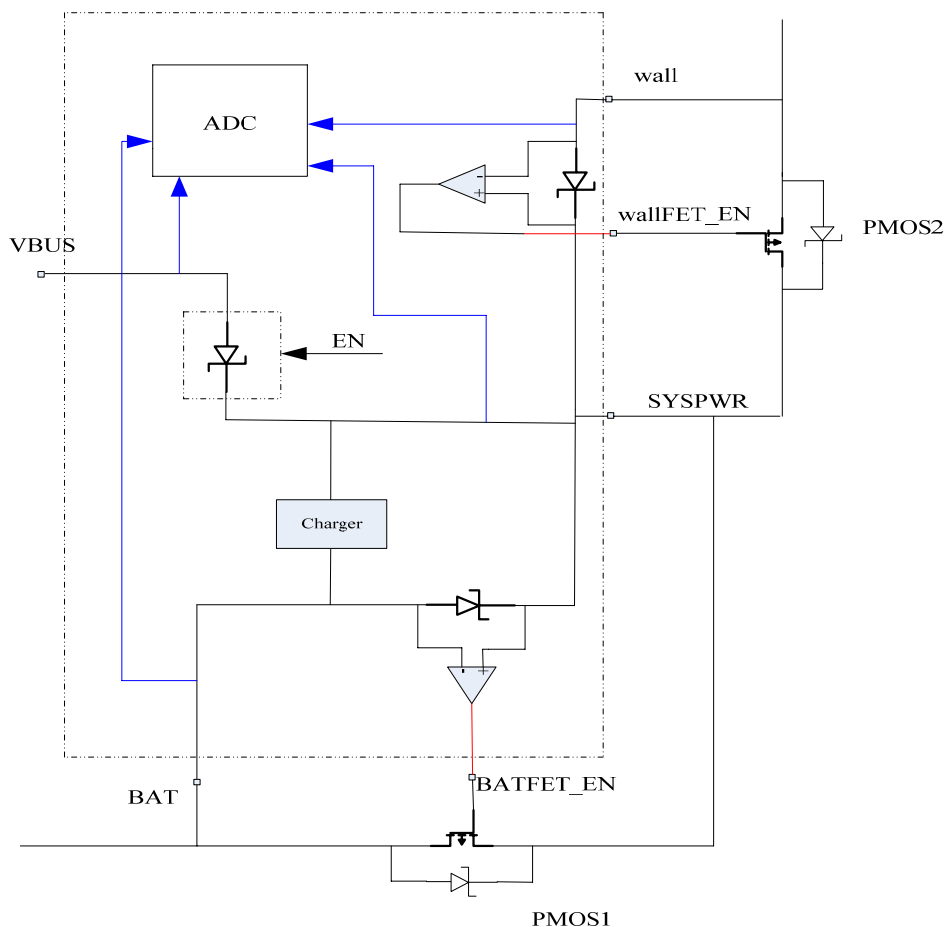 wall
ADC
wallFET_EN
PMOS2
VBUS
EN
SYSPWR
Charger
BAT
BATFET_EN
PMOS1